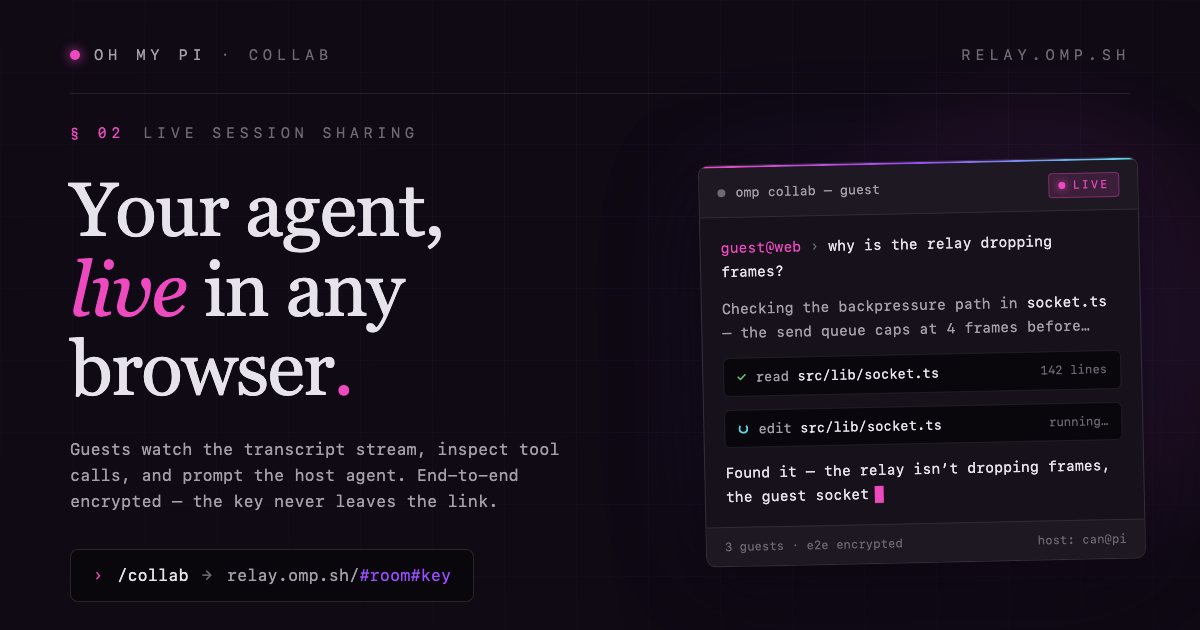 OH MY PI · COLLAB
RELAY.OMP.SH
§ 02 LIVE SESSION SHARING
Your agent,
live in any
browser.
Guests watch the transcript stream, inspect tool
calls, and prompt the host agent. End–to–end
encrypted — the key never leaves the link.
› /collab → relay.omp.sh/#room#key
omp collab — guest
LIVE
guest@web › why is the relay dropping
frames?
Checking the backpressure path in socket.ts
— the send queue caps at 4 frames before…
✓ read src/lib/socket.ts 142 lines
edit src/lib/socket.ts running…
Found it — the relay isn’t dropping frames,
the guest socket
3 guests · e2e encrypted
host: can@pi